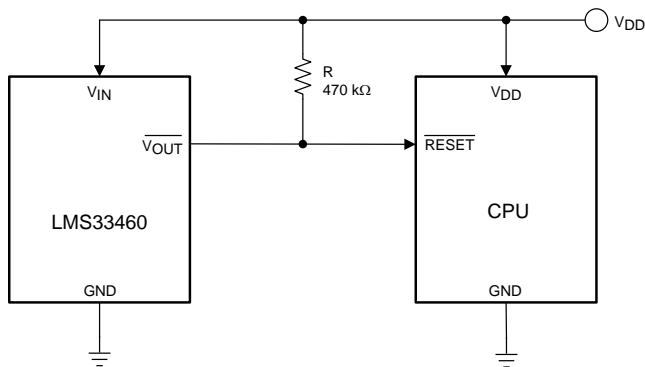 VDD
R
470 kΩ
VIN
VDD
VOUT
RESET
LMS33460
CPU
GND
GND